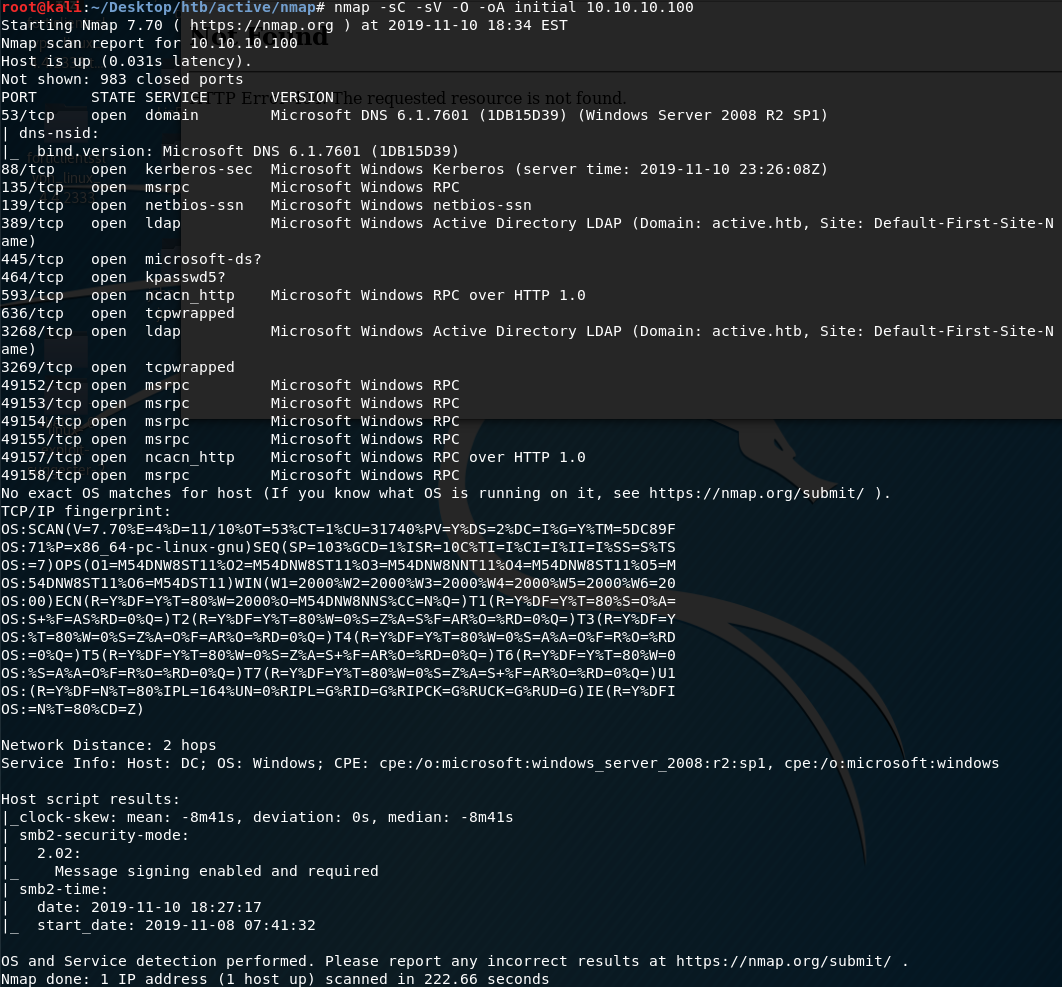 root@kali:~/Desktop/htb/active/nmap# nmap -sC -sV -O -oA initial 10.10.10.100
Starting Nmap 7.70 ( https://nmap.org ) at 2019-11-10 18:34 EST
Nmap scan report for 10.10.10.100
Host is up (0.031s latency).
Not shown: 983 closed ports
PORT      STATE SERVICE       VERSION
53/tcp    open  domain        Microsoft DNS 6.1.7601 (1DB15D39) (Windows Server 2008 R2 SP1)
| dns-nsid:
|_  bind.version: Microsoft DNS 6.1.7601 (1DB15D39)
88/tcp    open  kerberos-sec  Microsoft Windows Kerberos (server time: 2019-11-10 23:26:08Z)
135/tcp   open  msrpc         Microsoft Windows RPC
139/tcp   open  netbios-ssn   Microsoft Windows netbios-ssn
389/tcp   open  ldap          Microsoft Windows Active Directory LDAP (Domain: active.htb, Site: Default-First-Site-N
ame)
445/tcp   open  microsoft-ds?
464/tcp   open  kpasswd5?
593/tcp   open  ncacn_http    Microsoft Windows RPC over HTTP 1.0
636/tcp   open  tcpwrapped
3268/tcp  open  ldap          Microsoft Windows Active Directory LDAP (Domain: active.htb, Site: Default-First-Site-N
ame)
3269/tcp  open  tcpwrapped
49152/tcp open  msrpc         Microsoft Windows RPC
49153/tcp open  msrpc         Microsoft Windows RPC
49154/tcp open  msrpc         Microsoft Windows RPC
49155/tcp open  msrpc         Microsoft Windows RPC
49157/tcp open  ncacn_http    Microsoft Windows RPC over HTTP 1.0
49158/tcp open  msrpc         Microsoft Windows RPC
No exact OS matches for host (If you know what OS is running on it, see https://nmap.org/submit/ ).
TCP/IP fingerprint:
OS:SCAN(V=7.70%E=4%D=11/10%OT=53%CT=1%CU=31740%PV=Y%DS=2%DC=I%G=Y%TM=5DC89F
OS:71%P=x86_64-pc-linux-gnu)SEQ(SP=103%GCD=1%ISR=10C%TI=I%CI=I%II=I%SS=S%TS
OS:=7)OPS(O1=M54DNW8ST11%O2=M54DNW8ST11%O3=M54DNW8NNT11%O4=M54DNW8ST11%O5=M
OS:54DNW8ST11%O6=M54DST11)WIN(W1=2000%W2=2000%W3=2000%W4=2000%W5=2000%W6=20
OS:00)ECN(R=Y%DF=Y%T=80%W=2000%O=M54DNW8NNS%CC=N%Q=)T1(R=Y%DF=Y%T=80%S=O%A=
OS:S+%F=AS%RD=0%Q=)T2(R=Y%DF=Y%T=80%W=0%S=Z%A=S%F=AR%O=%RD=0%Q=)T3(R=Y%DF=Y
OS:%T=80%W=0%S=Z%A=O%F=AR%O=%RD=0%Q=)T4(R=Y%DF=Y%T=80%W=0%S=A%A=O%F=R%O=%RD
OS:=0%Q=)T5(R=Y%DF=Y%T=80%W=0%S=Z%A=S+%F=AR%O=%RD=0%Q=)T6(R=Y%DF=Y%T=80%W=0
OS:%S=A%A=O%F=R%O=%RD=0%Q=)T7(R=Y%DF=Y%T=80%W=0%S=Z%A=S+%F=AR%O=%RD=0%Q=)U1
OS:(R=Y%DF=N%T=80%IPL=164%UN=0%RIPL=G%RID=G%RIPCK=G%RUCK=G%RUD=G)IE(R=Y%DFI
OS:=N%T=80%CD=Z)
Network Distance: 2 hops
Service Info: Host: DC; OS: Windows; CPE: cpe:/o:microsoft:windows_server_2008:r2:sp1, cpe:/o:microsoft:windows
Host script results:
|_clock-skew: mean: -8m41s, deviation: 0s, median: -8m41s
| smb2-security-mode:
|   2.02:
|_    Message signing enabled and required
| smb2-time:
|   date: 2019-11-10 18:27:17
|_  start_date: 2019-11-08 07:41:32
OS and Service detection performed. Please report any incorrect results at https://nmap.org/submit/ .
Nmap done: 1 IP address (1 host up) scanned in 222.66 seconds
Not Found
The requested resource is not found.